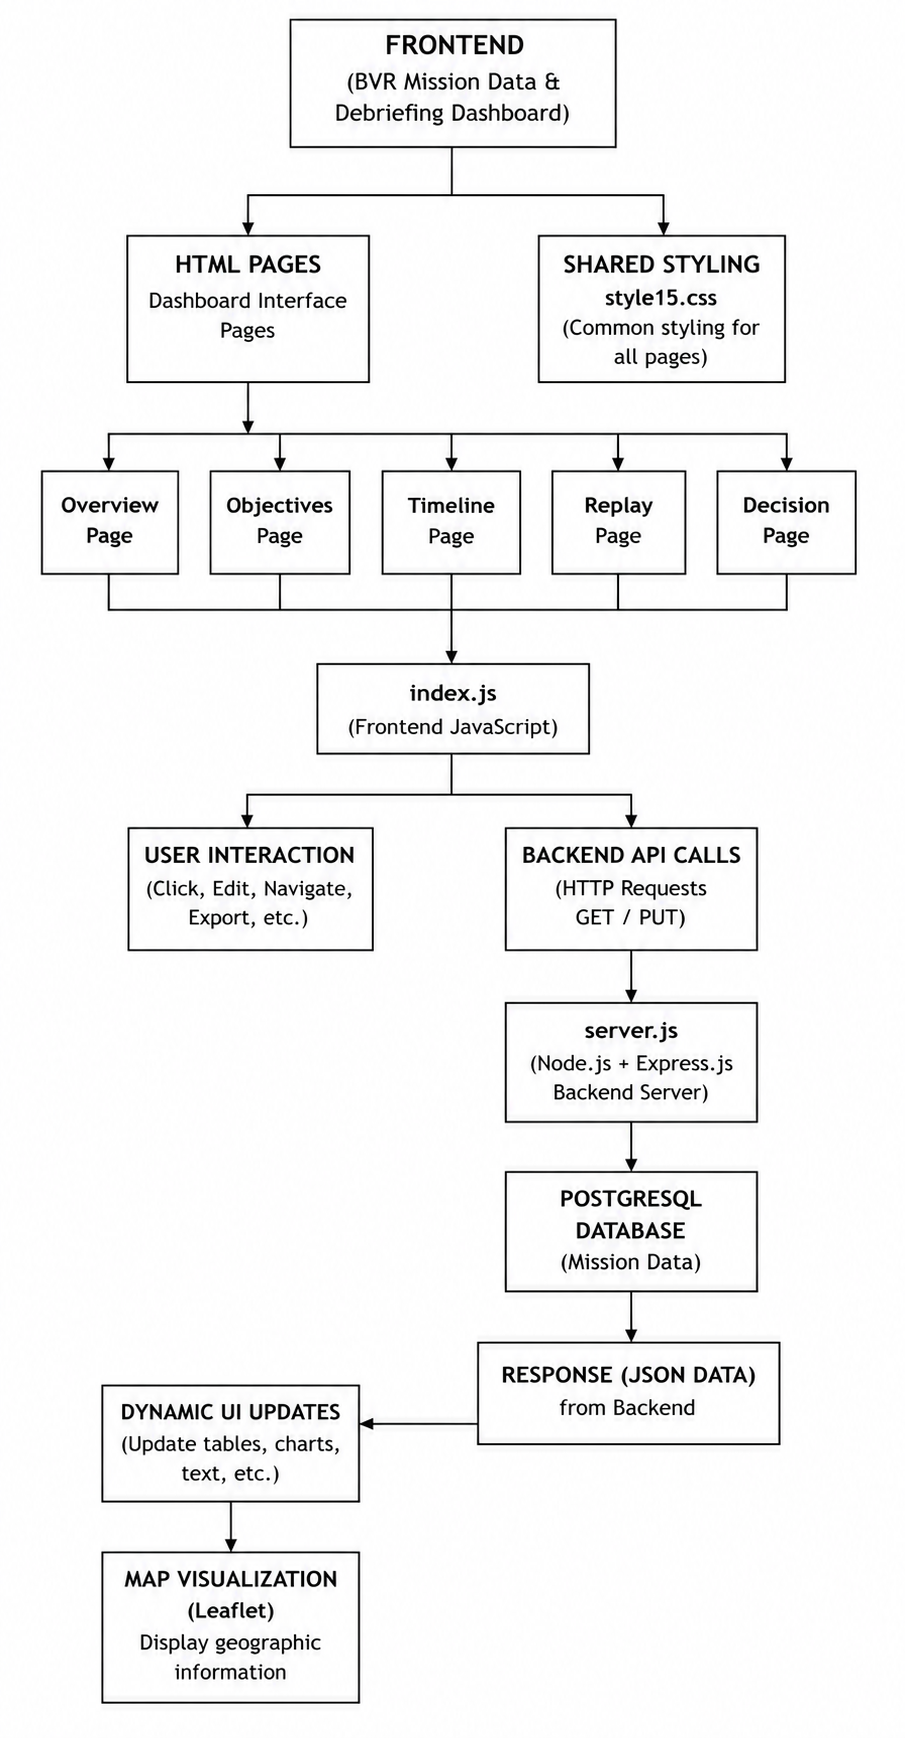 FRONTEND
(BVR Mission Data &
Debriefing Dashboard)
HTML PAGES
Dashboard Interface
Pages
SHARED STYLING
style15.css
(Common styling for
all pages)
Overview
Page
Objectives
Page
Timeline
Page
Replay
Page
Decision
Page
index.js
(Frontend JavaScript)
USER INTERACTION
(Click, Edit, Navigate,
Export, etc.)
BACKEND API CALLS
(HTTP Requests
GET / PUT)
server.js
(Node.js + Express.js
Backend Server)
POSTGRESQL
DATABASE
(Mission Data)
RESPONSE (JSON DATA)
from Backend
DYNAMIC UI UPDATES
(Update tables, charts,
text, etc.)
MAP VISUALIZATION
(Leaflet)
Display geographic
information